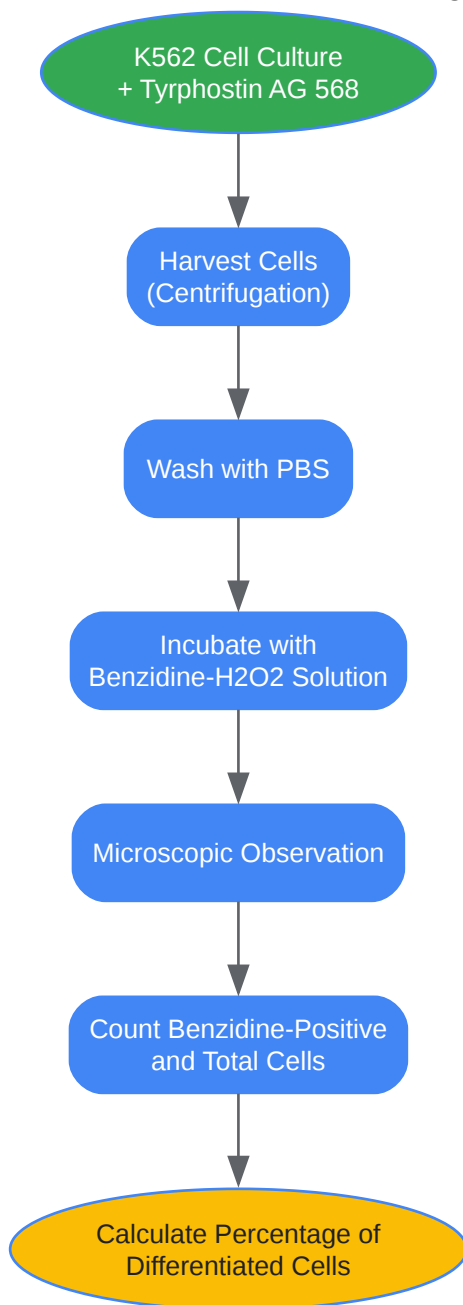 K562 Cell Culture
+ Tyrphostin AG 568
Harvest Cells
(Centrifugation)
Wash with PBS
Incubate with
Benzidine-H2O2 Solution
Microscopic Observation
Count Benzidine-Positive
and Total Cells
Calculate Percentage of
Differentiated Cells